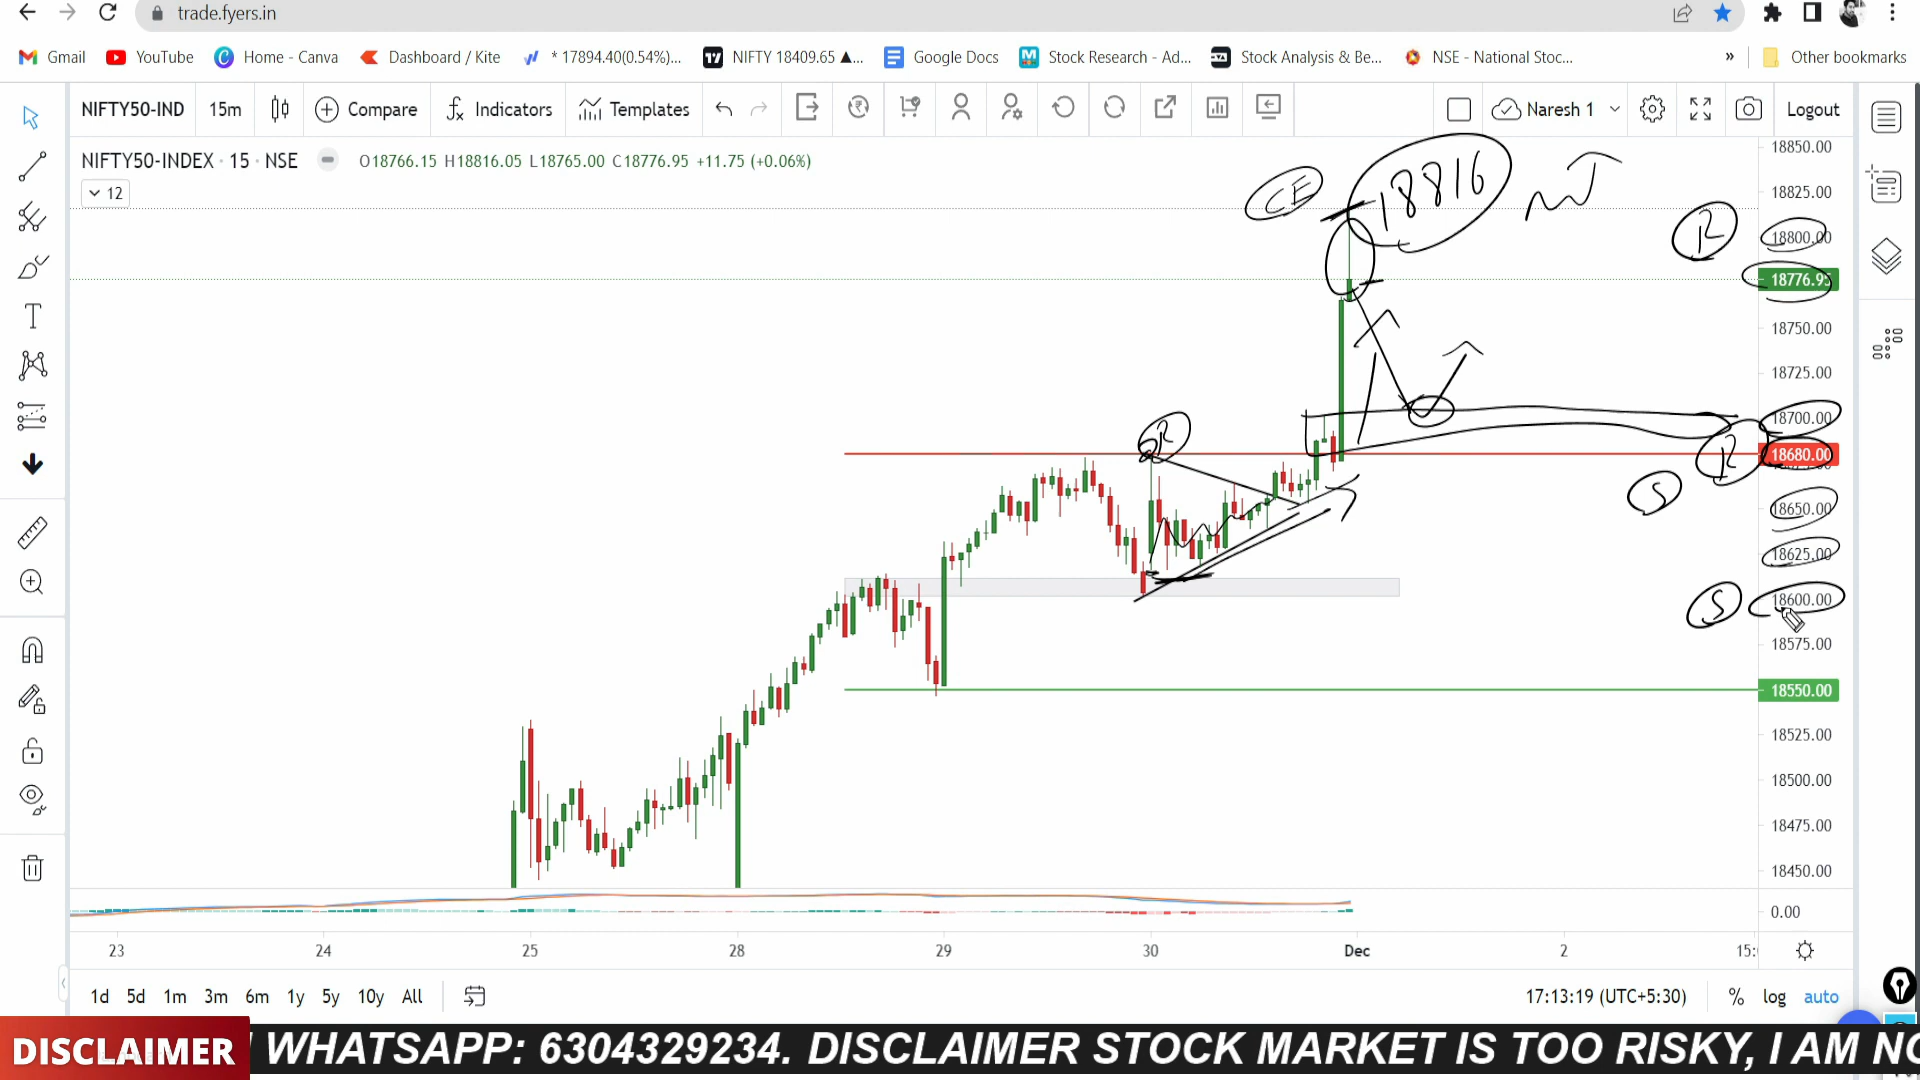 trade.fyers.in
Gmail YouTube Home - Canva Dashboard / Kite * 17894.40(0.54%)... NIFTY 18409.65 ▲... Google Docs Stock Research - Ad... Stock Analysis & Be... NSE - National Stoc... » Other bookmarks
NIFTY50-IND 15m Compare Indicators Templates Naresh 1 Logout
NIFTY50-INDEX · 15 · NSE O18766.15 H18816.05 L18765.00 C18776.95 +11.75 (+0.06%)
12
18850.00
18825.00
CE 18816
R 18800.00
18776.95
18750.00
18725.00
18700.00
R R 18680.00
S 18650.00
18625.00
S 18600.00
18575.00
18550.00
18525.00
18500.00
18475.00
18450.00
0.00
23 24 25 28 29 30 Dec 2 15:
1d 5d 1m 3m 6m 1y 5y 10y All 17:13:19 (UTC+5:30) % log auto
DISCLAIMER WHATSAPP: 6304329234. DISCLAIMER STOCK MARKET IS TOO RISKY, I AM NO